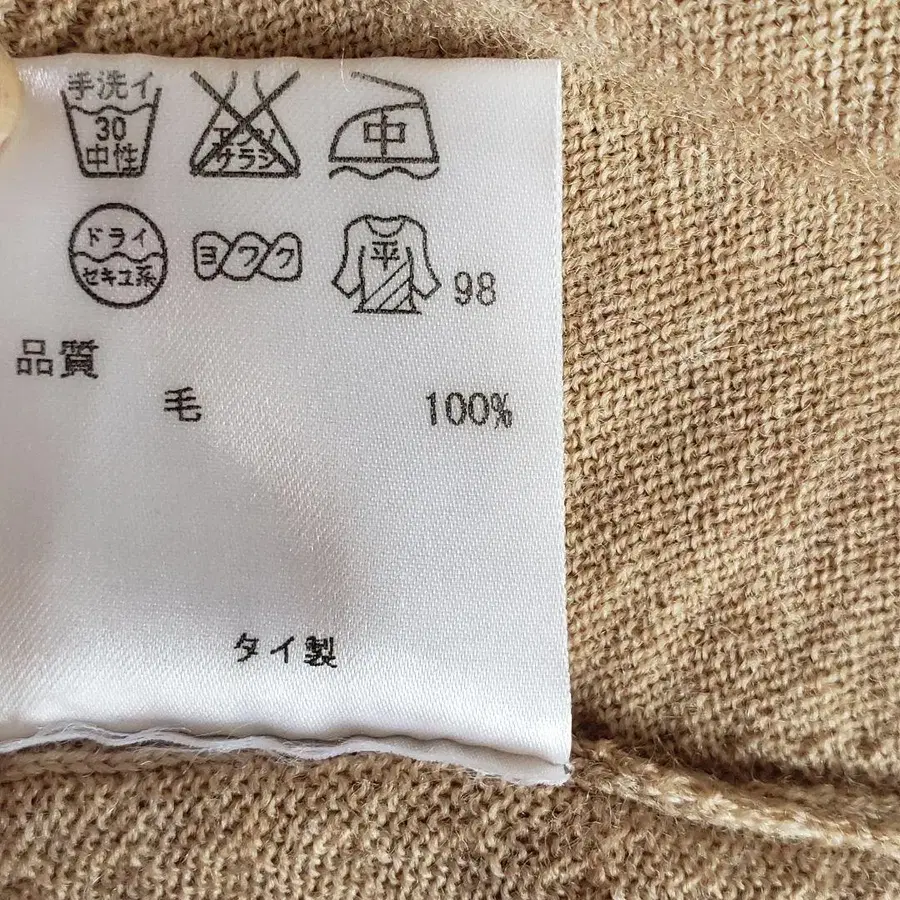 手洗イ
30
中性
エンソ
サラシ
中
ドライ
セキユ系
ヨワク
平
98
品質
毛 100%
タイ製